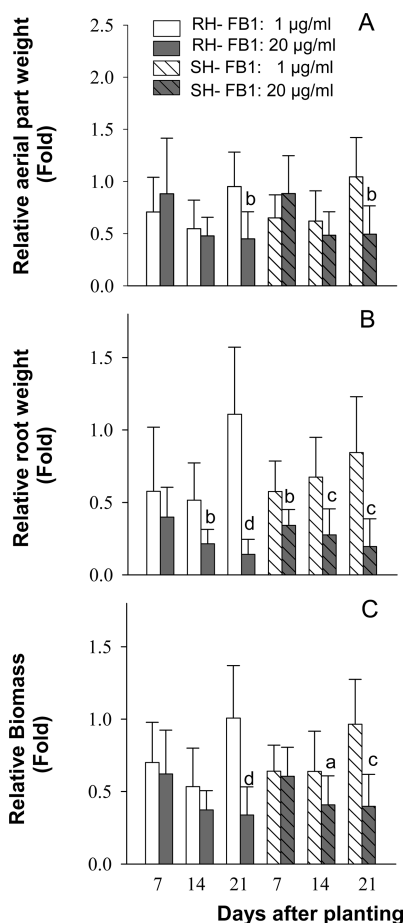 A
RH- FB1: 1 µg/ml
RH- FB1: 20 µg/ml
SH- FB1: 1 µg/ml
SH- FB1: 20 µg/ml
Relative aerial part weight
(Fold)
2.5
2.0
1.5
1.0
0.5
0.0
b
b
B
Relative root weight
(Fold)
1.5
1.0
0.5
0.0
b
d
b
c
c
C
Relative Biomass
(Fold)
1.5
1.0
0.5
0.0
d
a
c
7 14 21 7 14 21
Days after planting